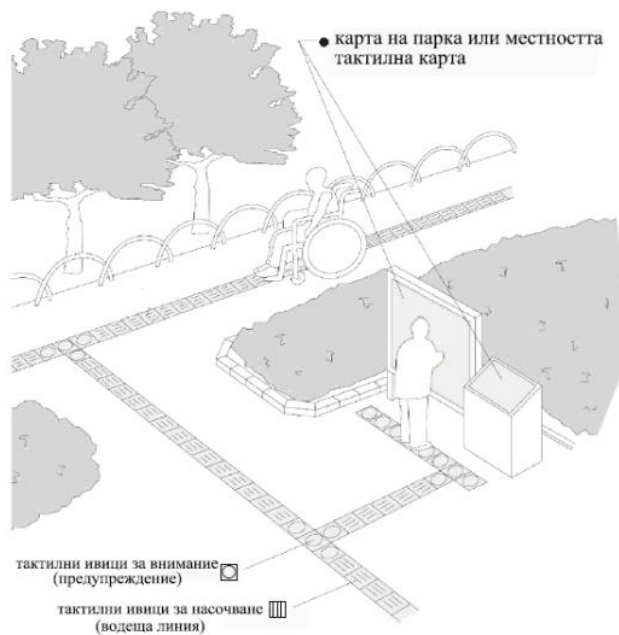 карта на парка или местността
тактилна карта
тактилни ивици за внимание
(предупреждение)
тактилни ивици за насочване
(водеща линия)